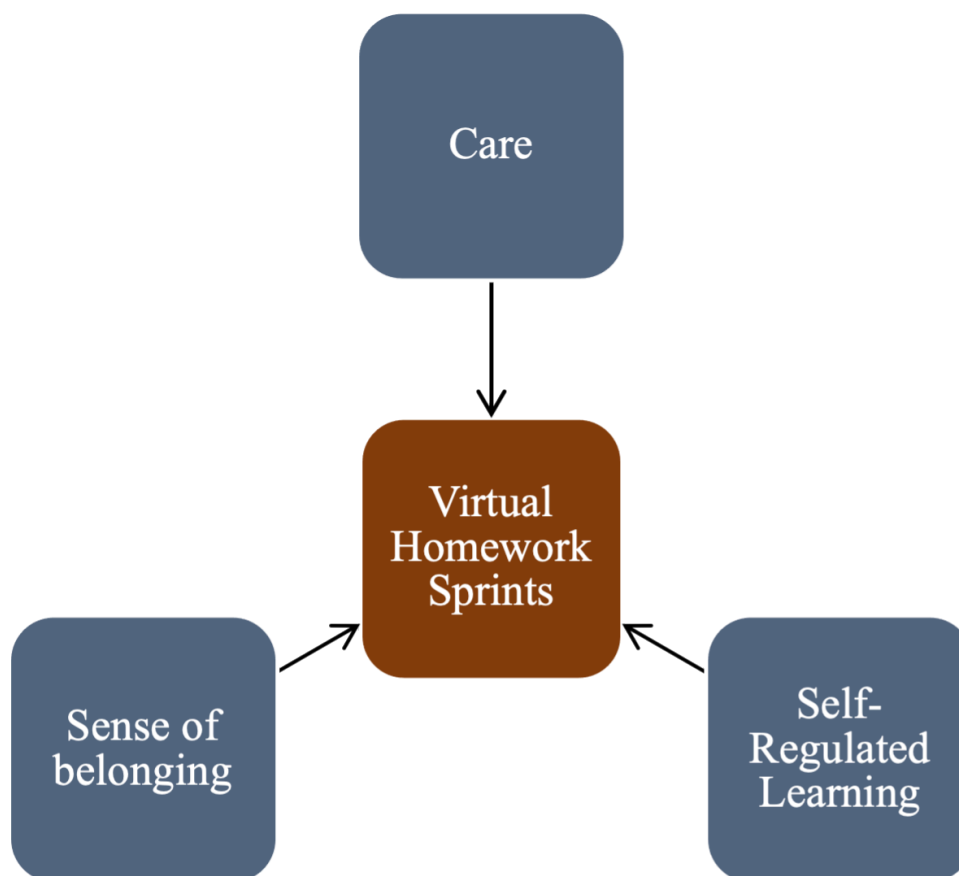 Care
Virtual
Homework
Sprints
Sense of
belonging
Self-
Regulated
Learning